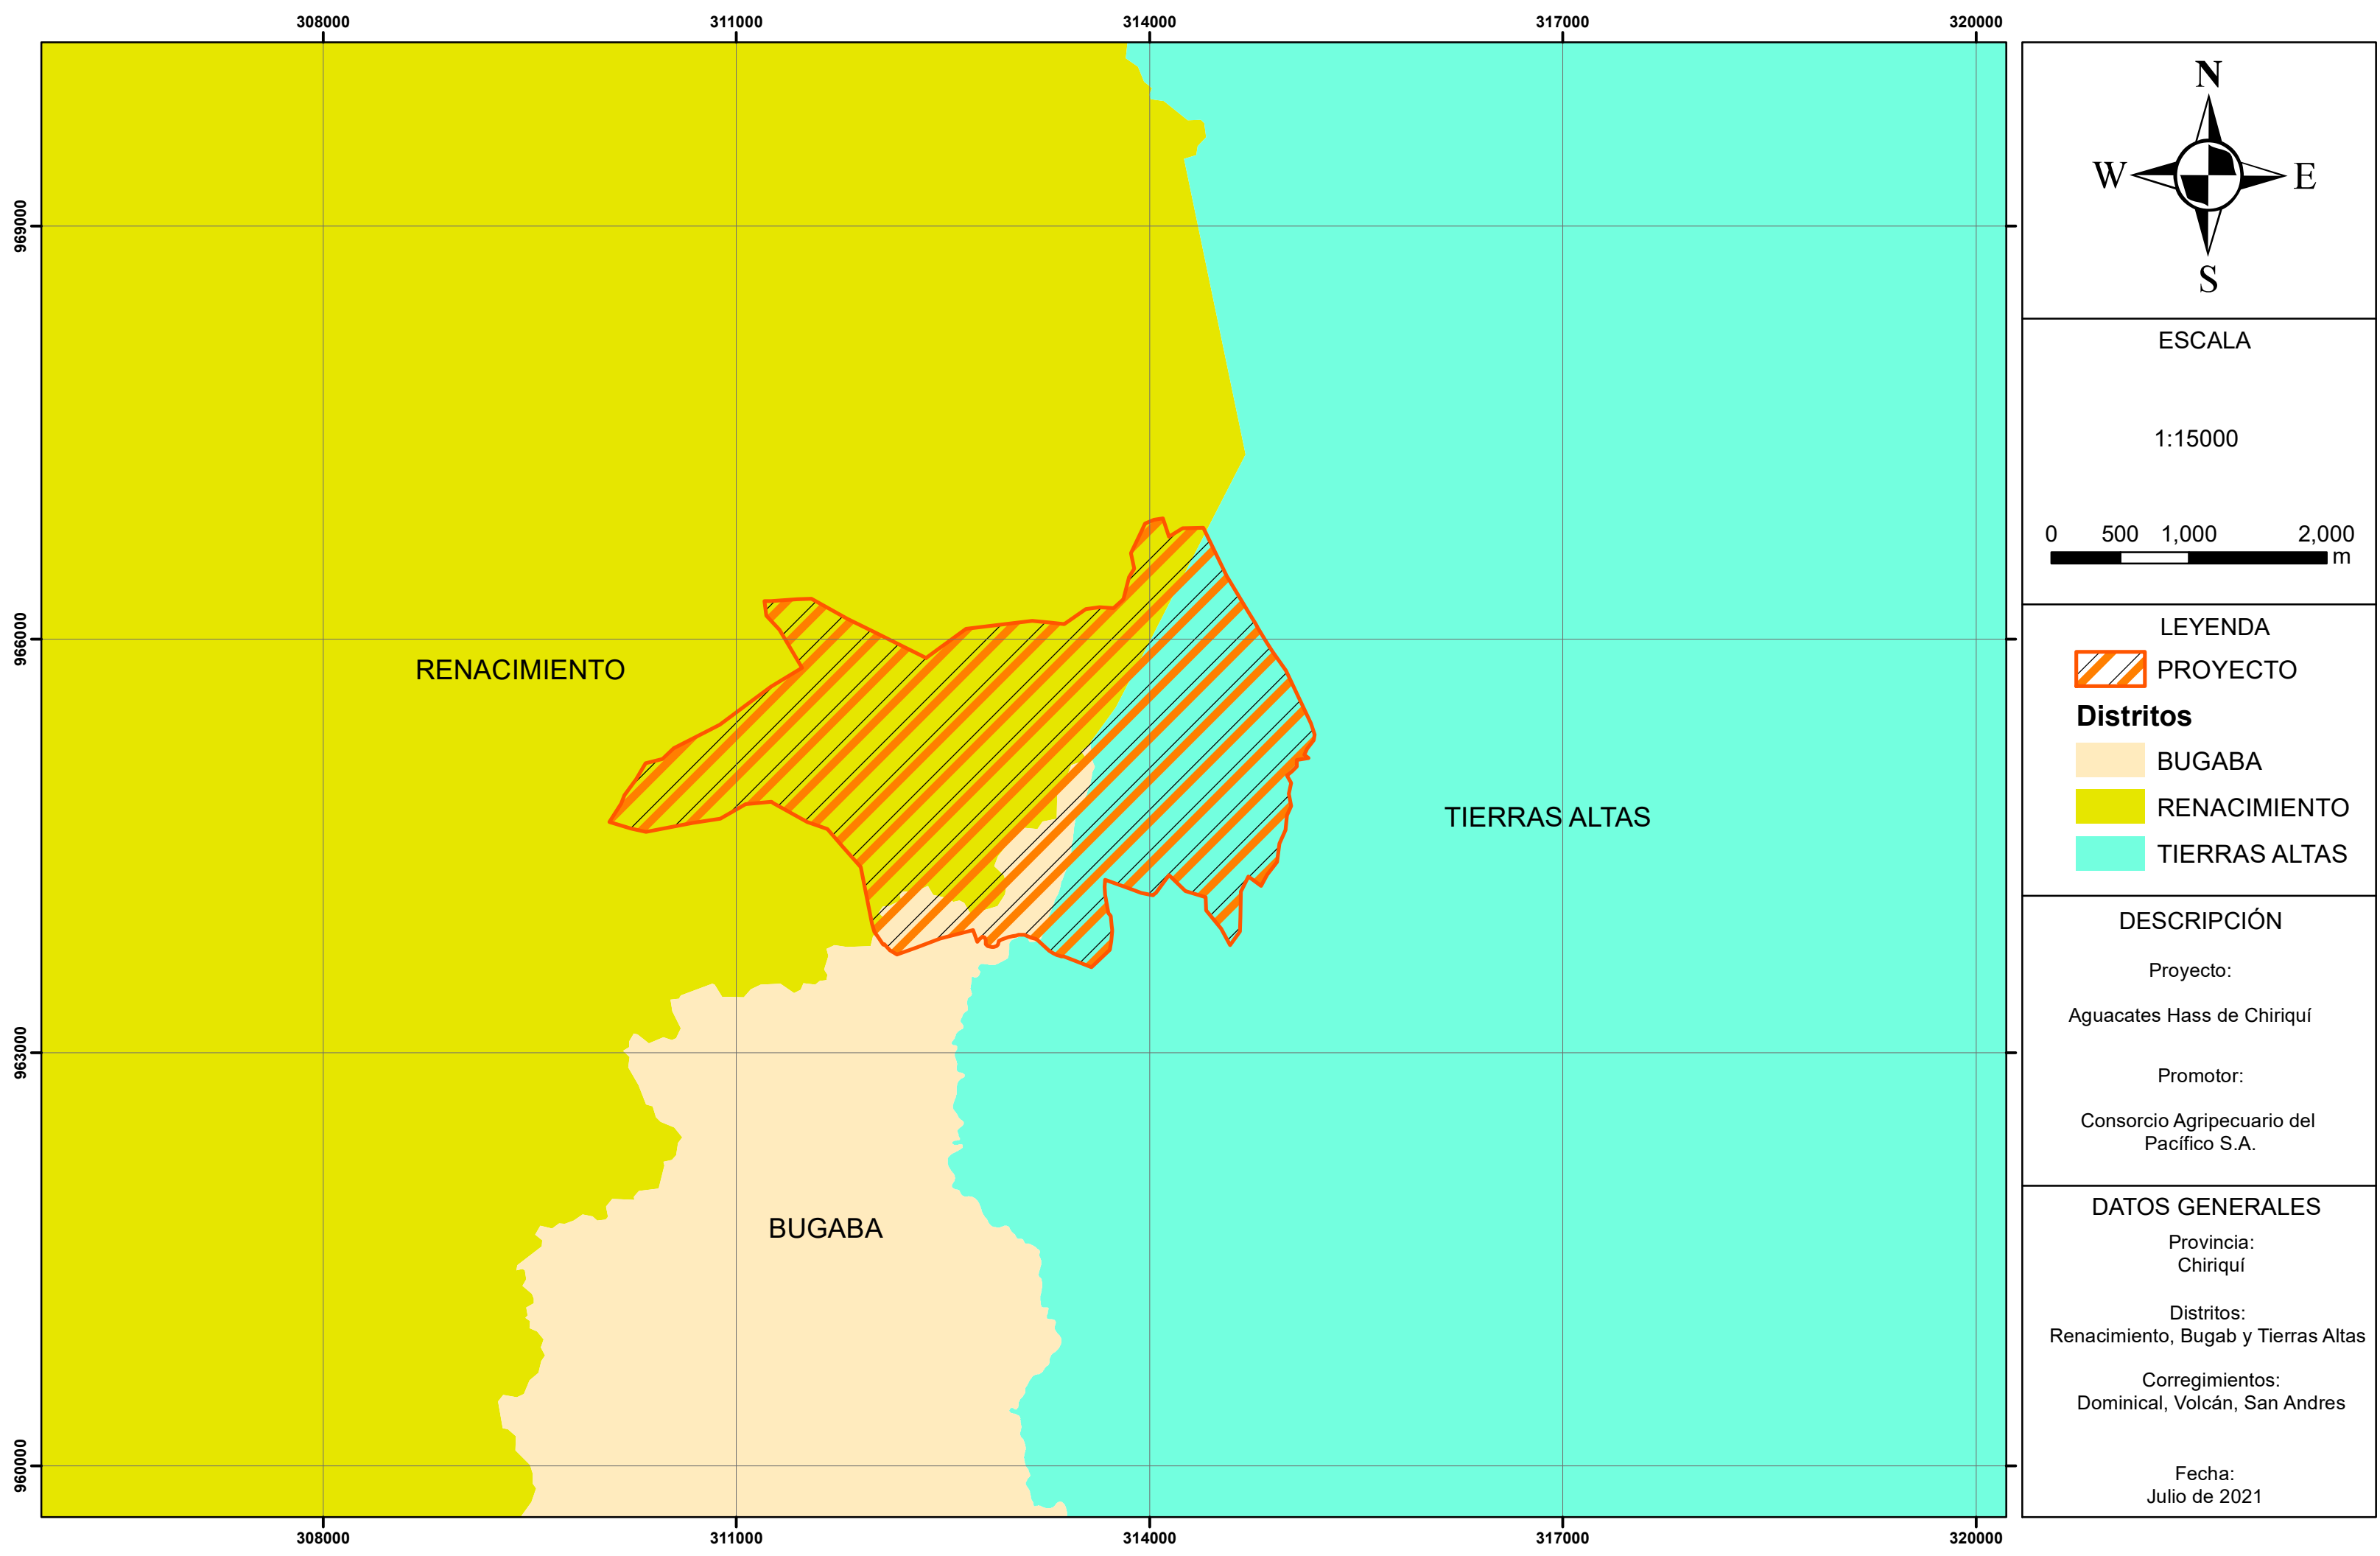 308000
311000
314000
317000
320000
969000
966000
963000
960000
RENACIMIENTO
TIERRAS ALTAS
BUGABA
308000
311000
314000
317000
320000
N
W
E
S
ESCALA
1:15000
0 500 1,000 2,000
m
LEYENDA
PROYECTO
Distritos
BUGABA
RENACIMIENTO
TIERRAS ALTAS
DESCRIPCIÓN
Proyecto:
Aguacates Hass de Chiriquí
Promotor:
Consorcio Agripecuario del
Pacífico S.A.
DATOS GENERALES
Provincia:
Chiriquí
Distritos:
Renacimiento, Bugab y Tierras Altas
Corregimientos:
Dominical, Volcán, San Andres
Fecha:
Julio de 2021